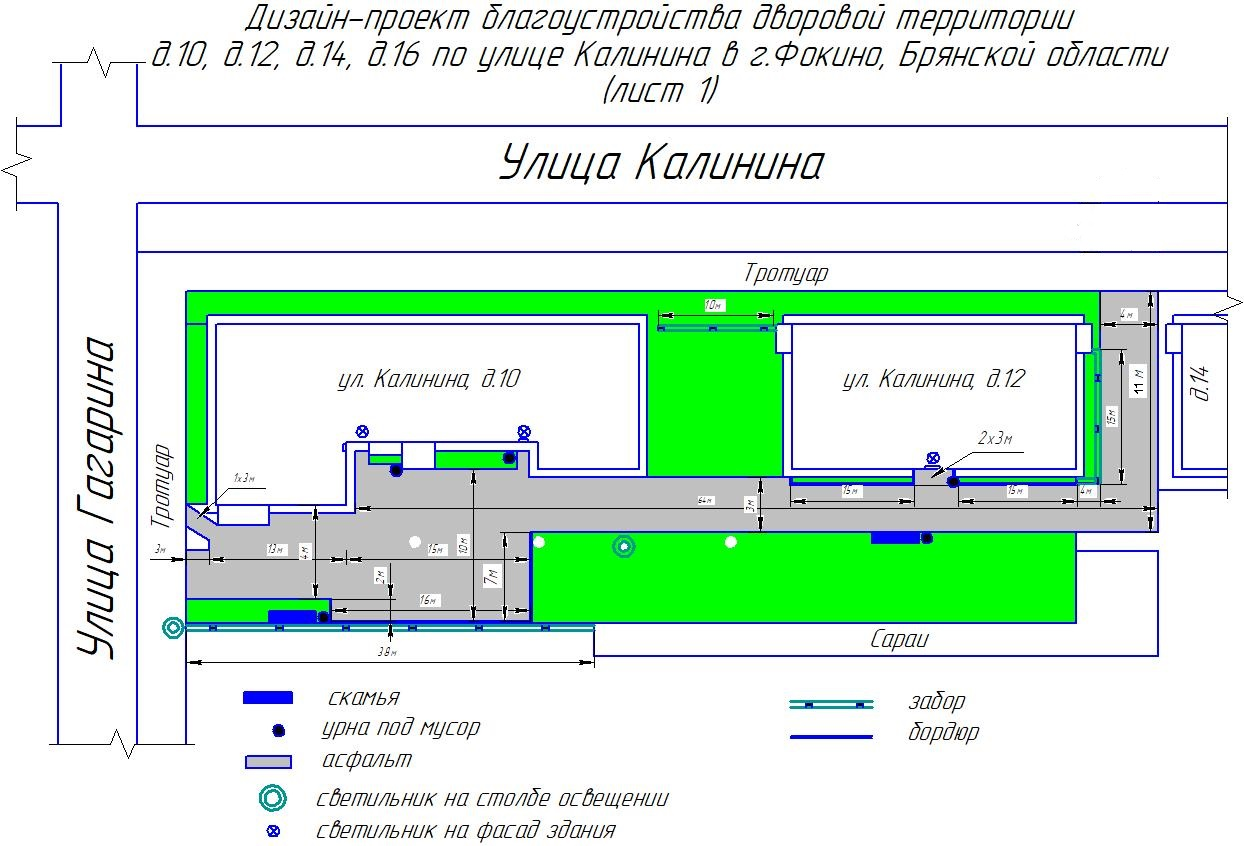 Дизайн-проект благоустройства дворовой территории
д.10, д.12, д.14, д.16 по улице Калинина в г.Фокино, Брянской области
(лист 1)
Улица Калинина
Тротуар
10м
4м
ул. Калинина, д.10
ул. Калинина, д.12
11 м
15м
д.14
Улица Гагарина
Тротуар
1х3м
2х3м
15м
15м
4м
64м
3м
3м
13м
4м
15м
10м
7м
2м
16м
38м
Сараи
скамья
урна под мусор
асфальт
светильник на столбе освещении
светильник на фасад здания
забор
бордюр